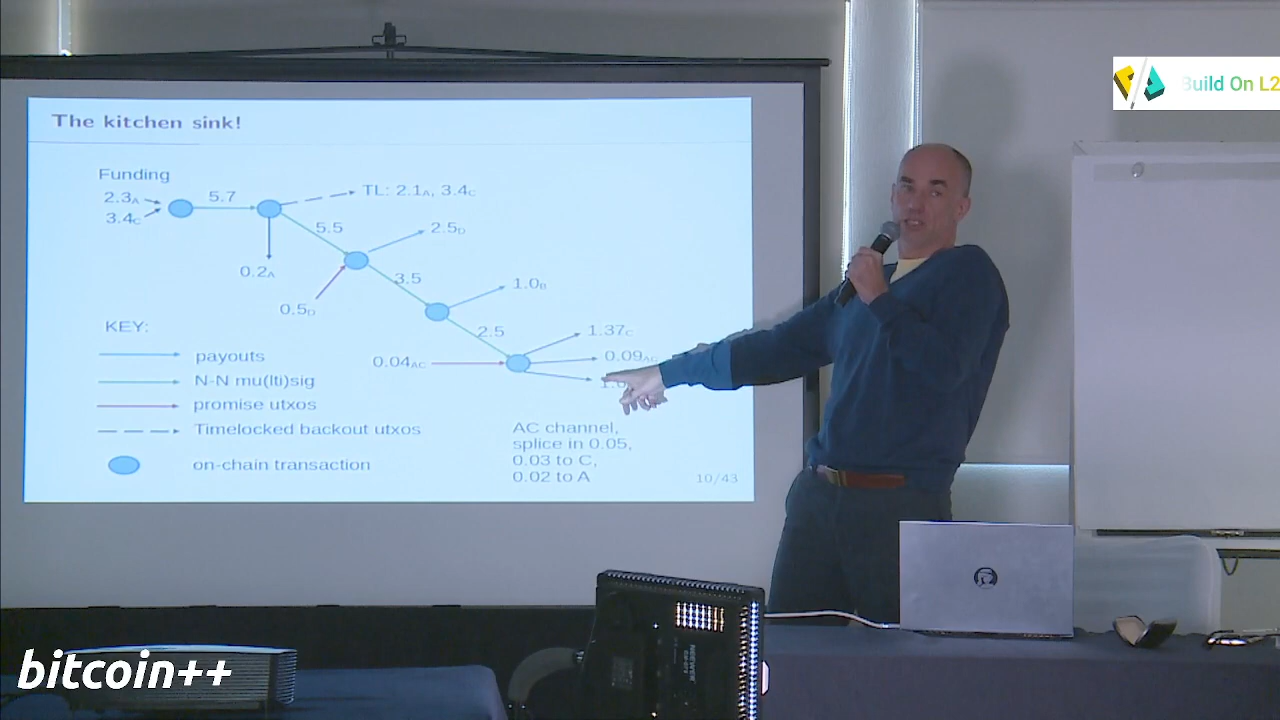 The kitchen sink!
Funding
2.3A
3.4C
5.7
TL: 2.1A, 3.4C
0.2A
5.5
2.5D
0.5D
3.5
1.0B
2.5
0.04AC
1.37C
0.09AC
KEY:
payouts
N-N mu(lti)sig
promise utxos
Timelocked backout utxos
on-chain transaction
AC channel,
splice in 0.05,
0.03 to C,
0.02 to A
10/43
Build On L2
NEEWER
bitcoin++